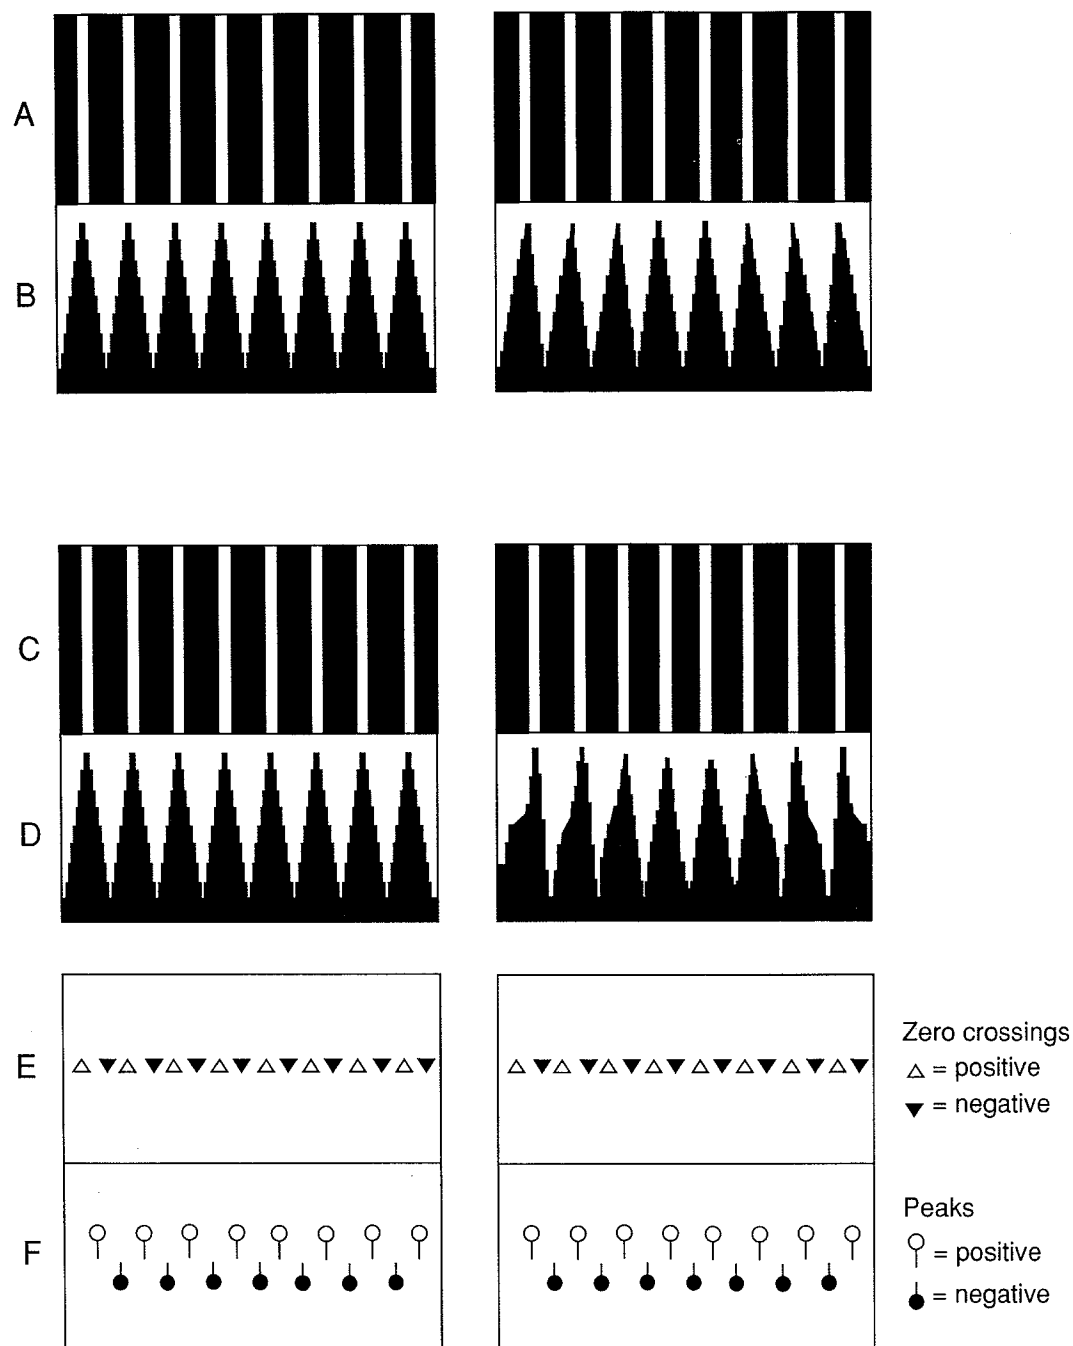 A
B
C
D
E
Zero crossings
△ = positive
▼ = negative
F
Peaks
= positive
= negative